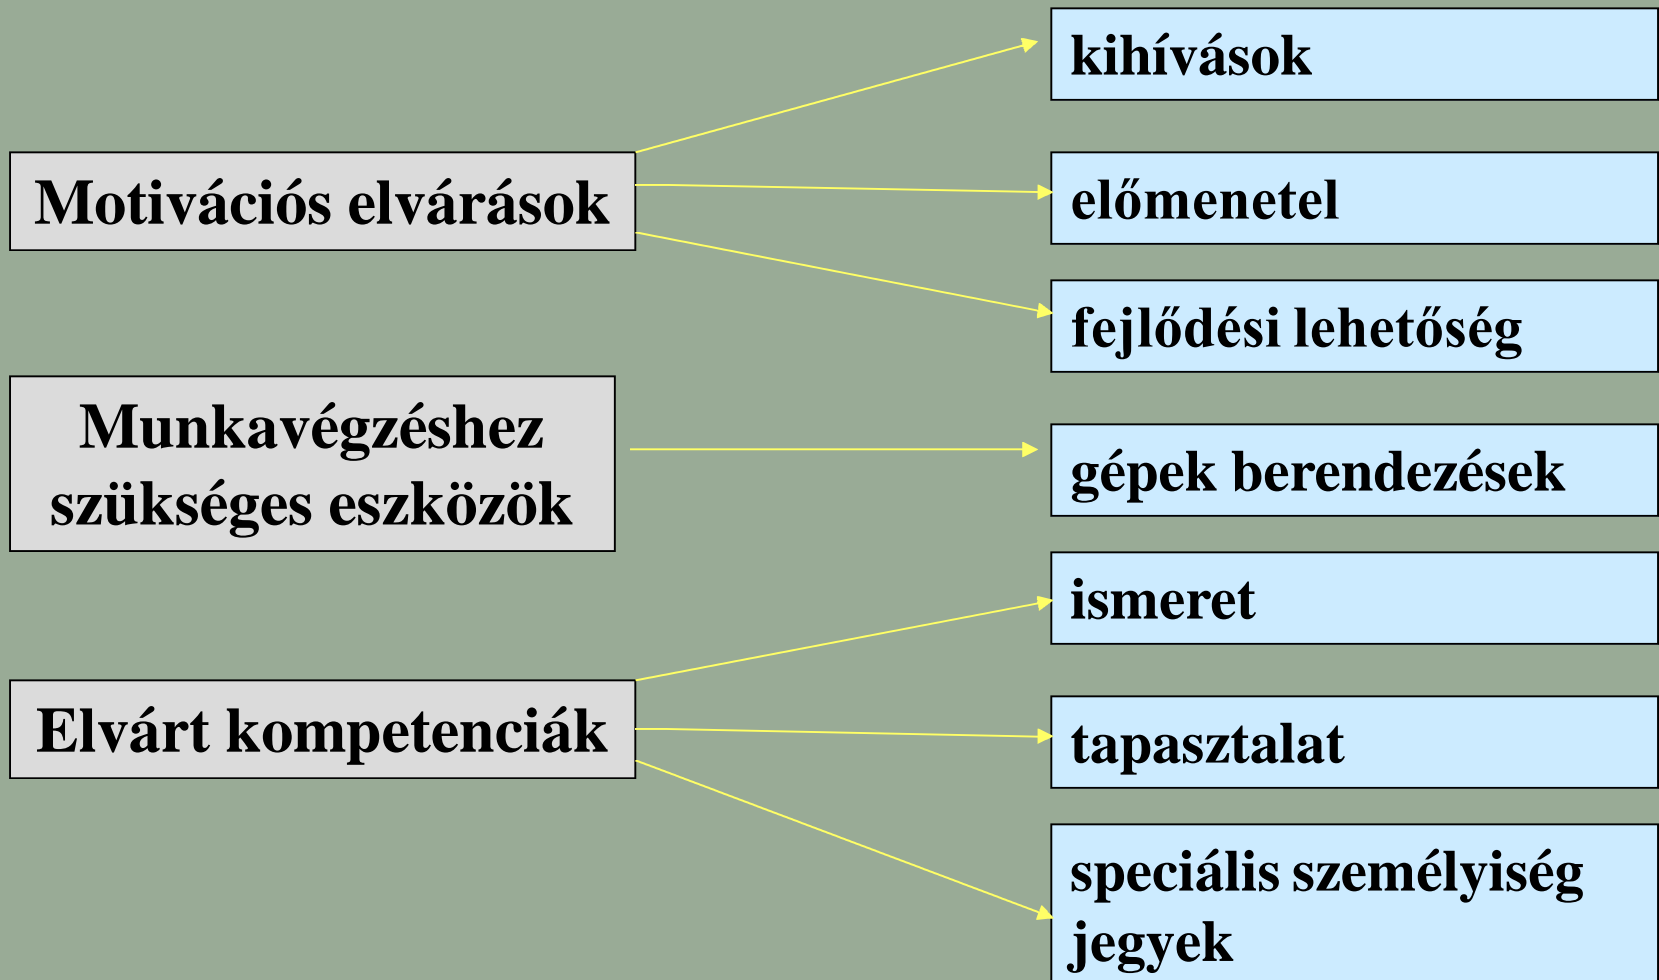 Motivációs elvárások
kihívások
előmenetel
fejlődési lehetőség
Munkavégzéshez
szükséges eszközök
gépek berendezések
Elvárt kompetenciák
ismeret
tapasztalat
speciális személyiség
jegyek